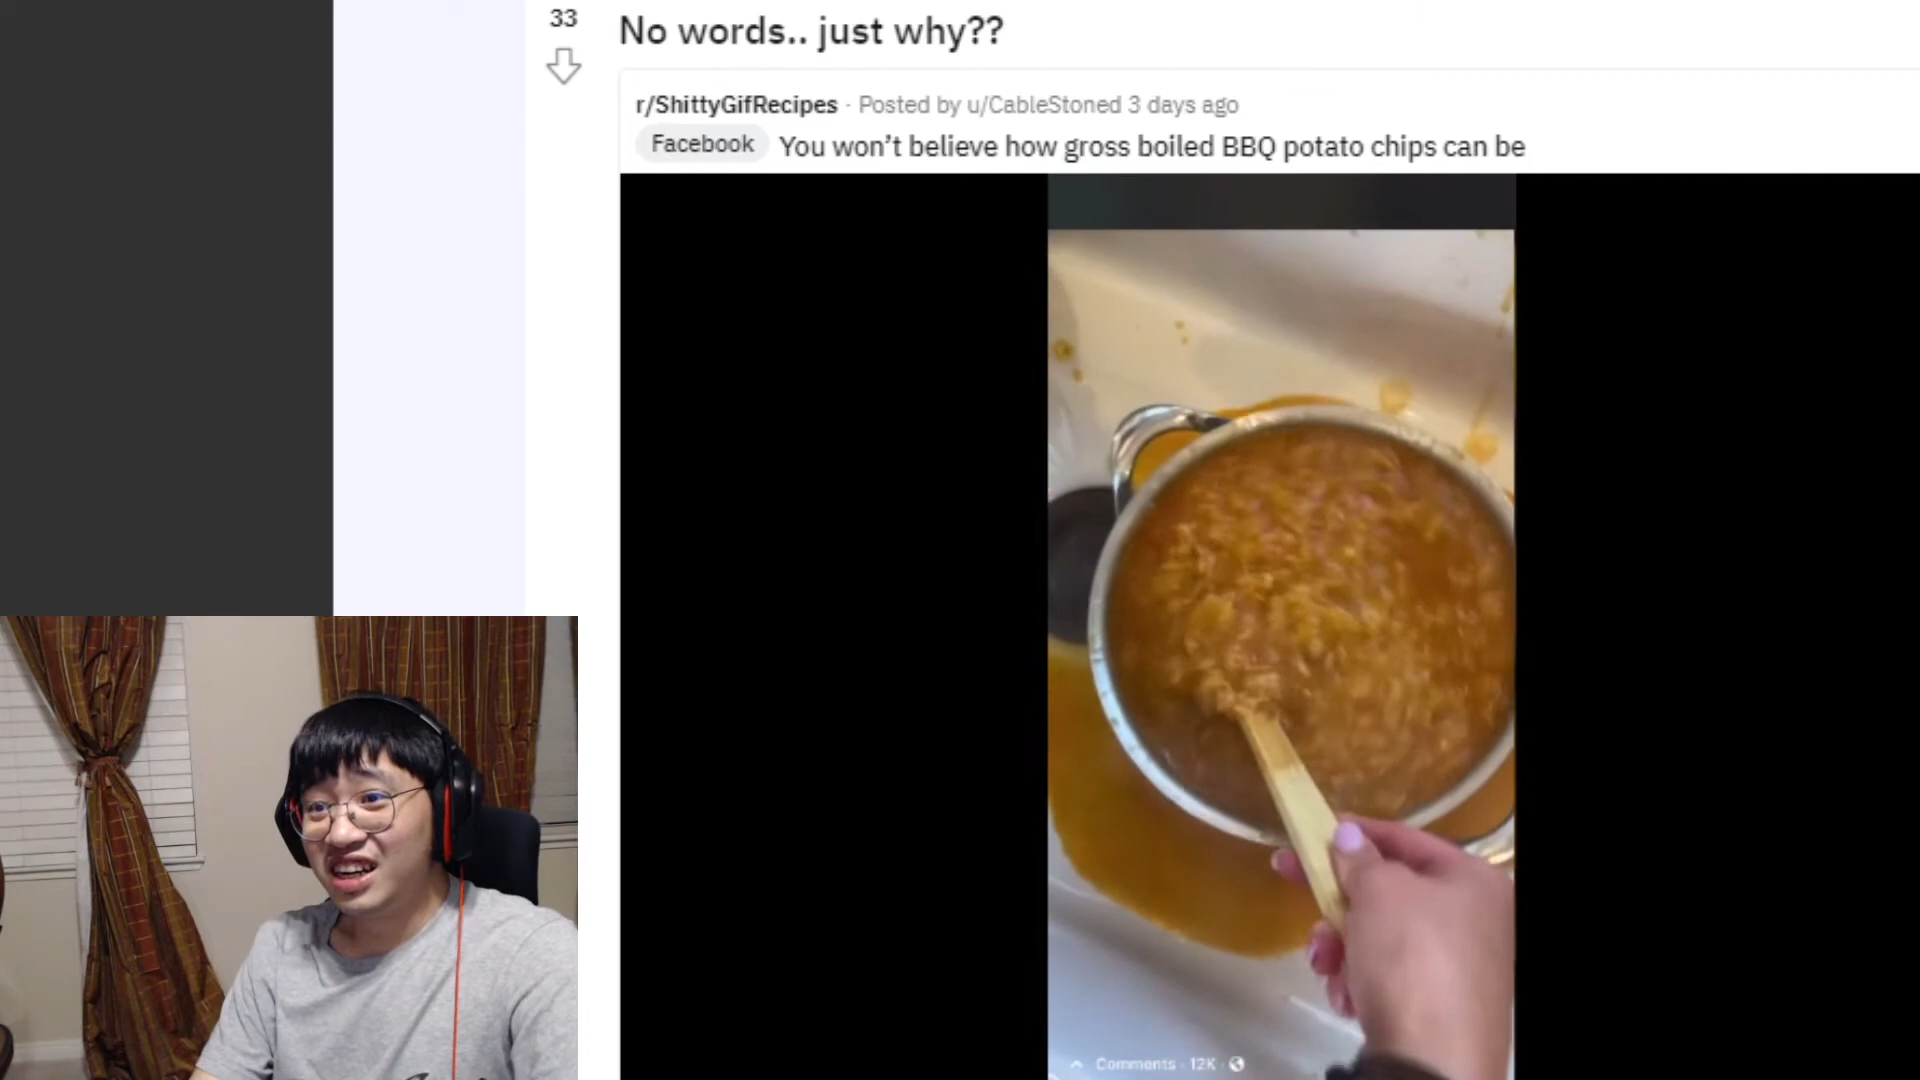 33
No words.. just why??
r/ShittyGifRecipes · Posted by u/CableStoned 3 days ago
Facebook You won’t believe how gross boiled BBQ potato chips can be
Comments · 12K ·